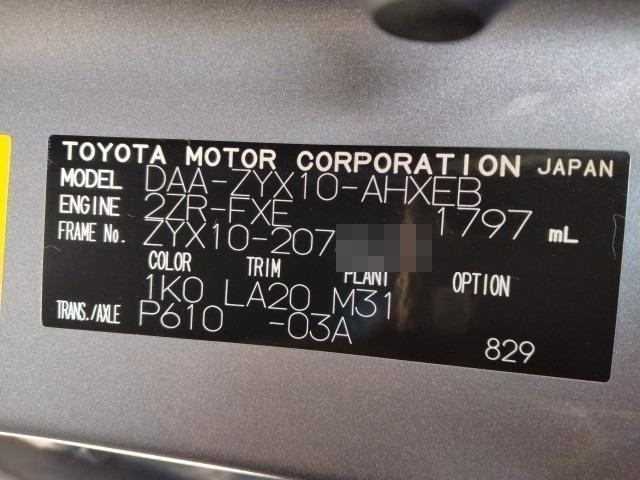 TOYOTA MOTOR CORPORATION JAPAN
MODEL DAA-ZYX10-AHXEB
ENGINE 2ZR-FXE 1797 mL
FRAME No. ZYX10-207
COLOR TRIM PLANT OPTION
1K0 LA20 M31
TRANS./AXLE P610 -03A
829